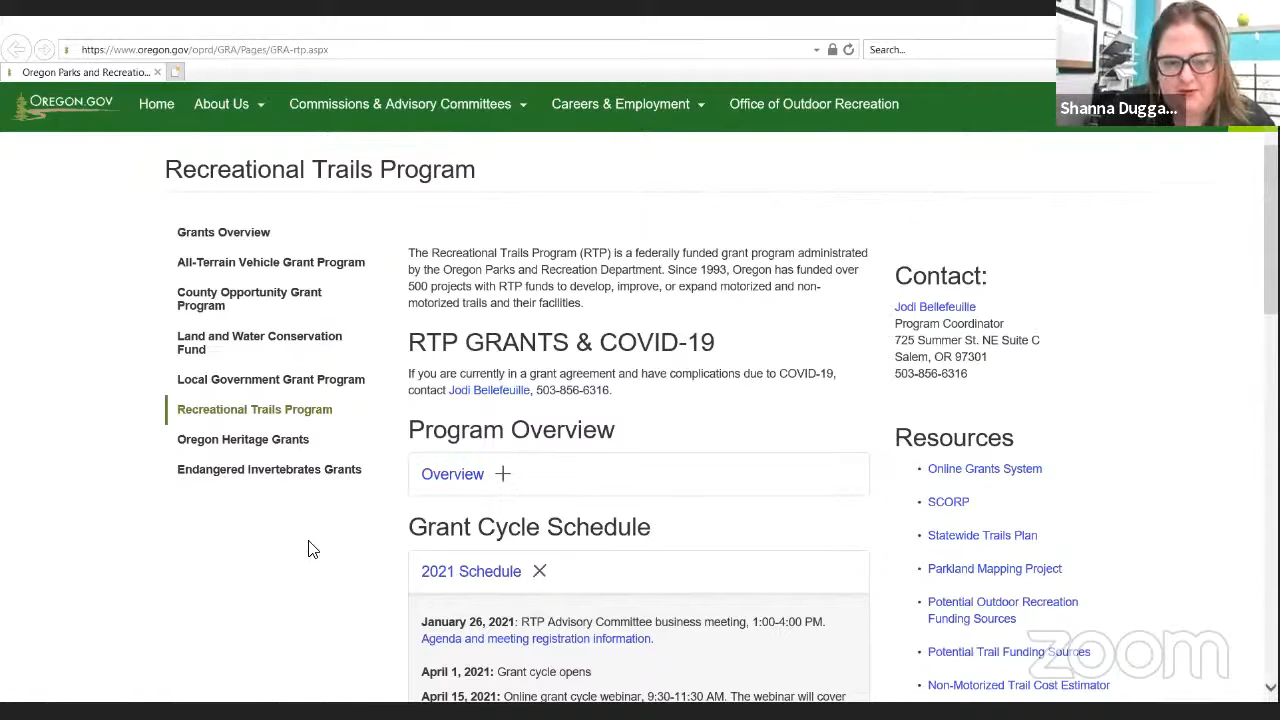 https://www.oregon.gov/oprd/GRA/Pages/GRA-rtp.aspx
Search...
Oregon Parks and Recreatio...
OREGON.GOV
Home
About Us
Commissions & Advisory Committees
Careers & Employment
Office of Outdoor Recreation
Shanna Dugga...
Recreational Trails Program
Grants Overview
All-Terrain Vehicle Grant Program
County Opportunity Grant
Program
Land and Water Conservation
Fund
Local Government Grant Program
Recreational Trails Program
Oregon Heritage Grants
Endangered Invertebrates Grants
The Recreational Trails Program (RTP) is a federally funded grant program administrated
by the Oregon Parks and Recreation Department. Since 1993, Oregon has funded over
500 projects with RTP funds to develop, improve, or expand motorized and non-
motorized trails and their facilities.
RTP GRANTS & COVID-19
If you are currently in a grant agreement and have complications due to COVID-19,
contact Jodi Bellefeuille, 503-856-6316.
Program Overview
Overview
Grant Cycle Schedule
2021 Schedule
January 26, 2021: RTP Advisory Committee business meeting, 1:00-4:00 PM.
Agenda and meeting registration information.
April 1, 2021: Grant cycle opens
April 15, 2021: Online grant cycle webinar, 9:30-11:30 AM. The webinar will cover
Contact:
Jodi Bellefeuille
Program Coordinator
725 Summer St. NE Suite C
Salem, OR 97301
503-856-6316
Resources
Online Grants System
SCORP
Statewide Trails Plan
Parkland Mapping Project
Potential Outdoor Recreation
Funding Sources
Potential Trail Funding Sources
Non-Motorized Trail Cost Estimator
zoom